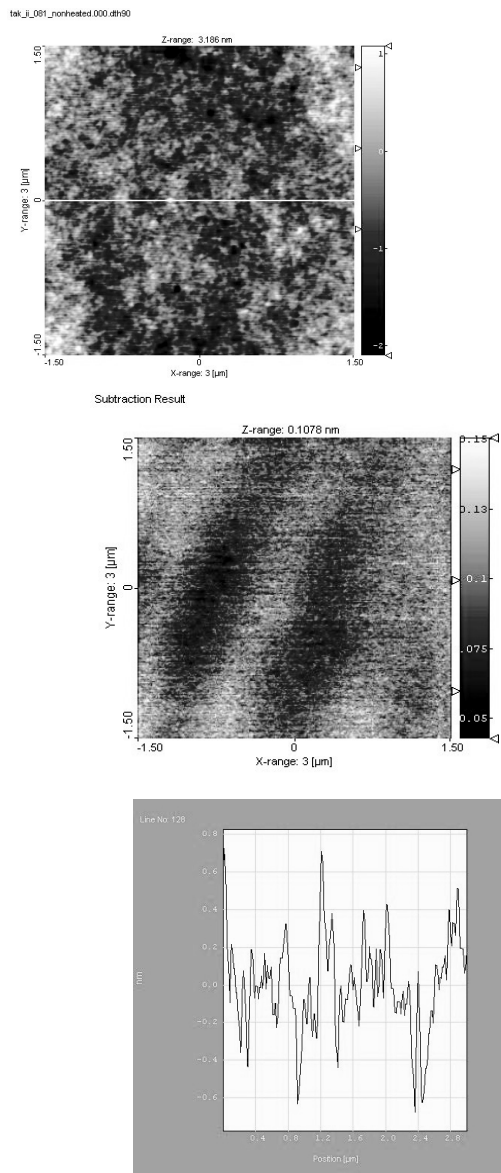 tak_ii_081_nonheated.000.dth90
Z-range: 3.186 nm
1.50
1
Y-range: 3 [µm]
0
0
-1
-1.50
-2
-1.50
0
1.50
X-range: 3 [µm]
Subtraction Result
Z-range: 0.1078 nm
1.50
0.15
0.13
Y-range: 3 [µm]
0
0.1
0.075
-1.50
0.05
-1.50
0
1.50
X-range: 3 [µm]
Line No: 128
0.8
0.6
0.4
0.2
nm
0.0
-0.2
-0.4
-0.6
0.4 0.8 1.2 1.6 2.0 2.4 2.8
Position [µm]